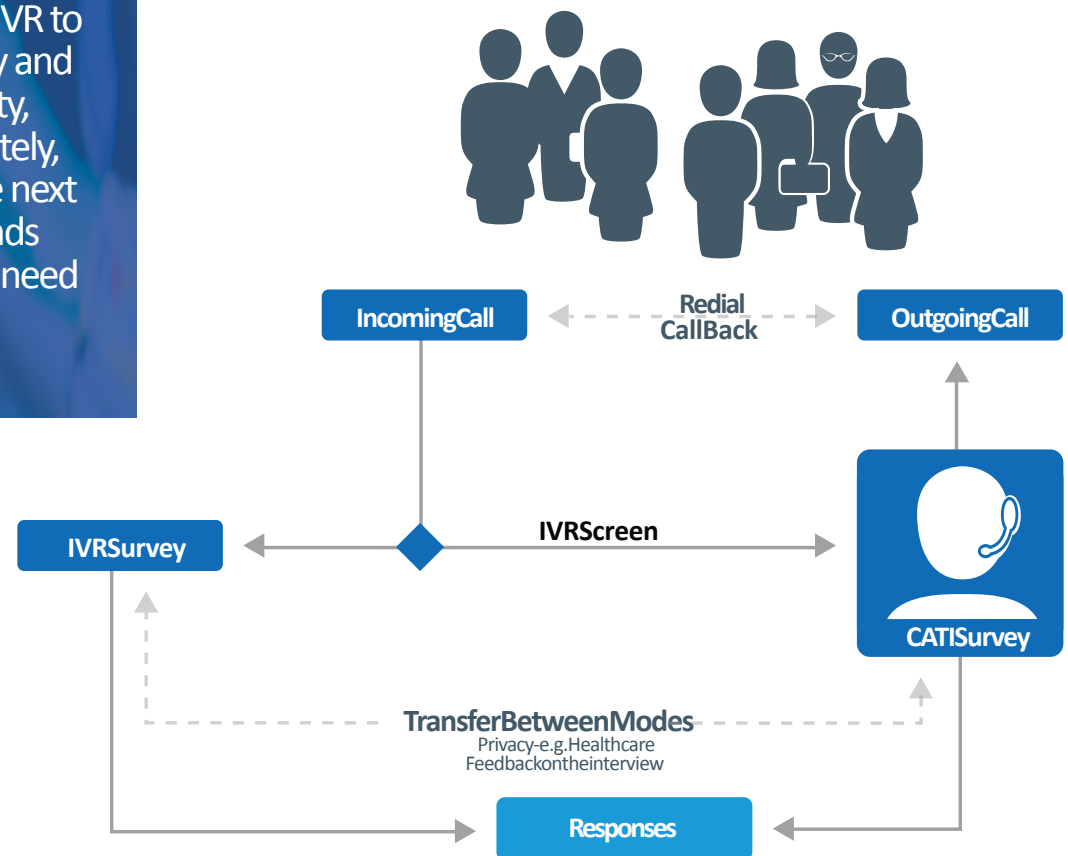 VR to
y and
ty,
tely,
e next
nds
need
IncomingCall
Redial
CallBack
OutgoingCall
IVRSurvey
IVRScreen
CATISurvey
TransferBetweenModes
Privacy-e.g.Healthcare
Feedbackontheinterview
Responses